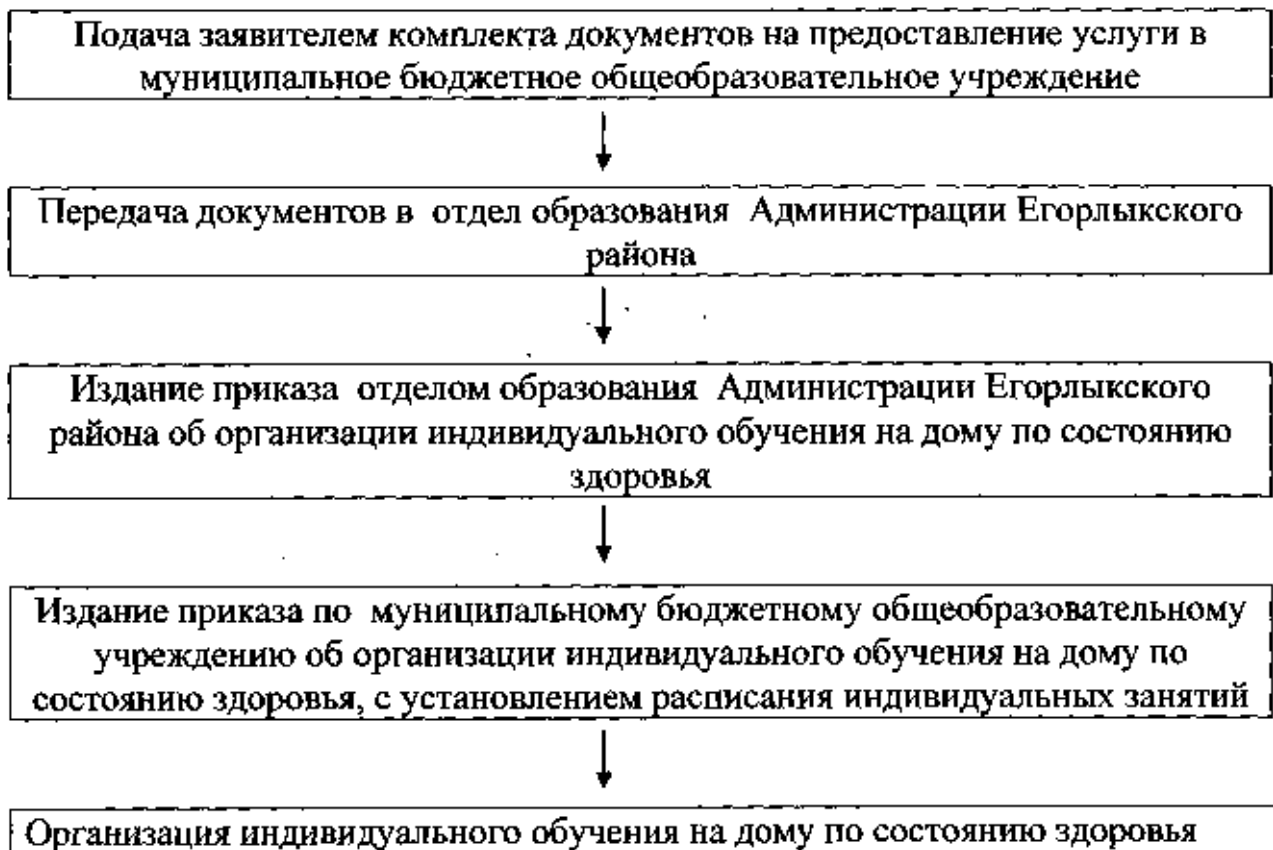 Подача заявителем комплекта документов на предоставление услуги в
муниципальное бюджетное общеобразовательное учреждение
Передача документов в отдел образования Администрации Егорлыкского
района
Издание приказа отделом образования Администрации Егорлыкского
района об организации индивидуального обучения на дому по состоянию
здоровья
Издание приказа по муниципальному бюджетному общеобразовательному
учреждению об организации индивидуального обучения на дому по
состоянию здоровья, с установлением расписания индивидуальных занятий
Организация индивидуального обучения на дому по состоянию здоровья